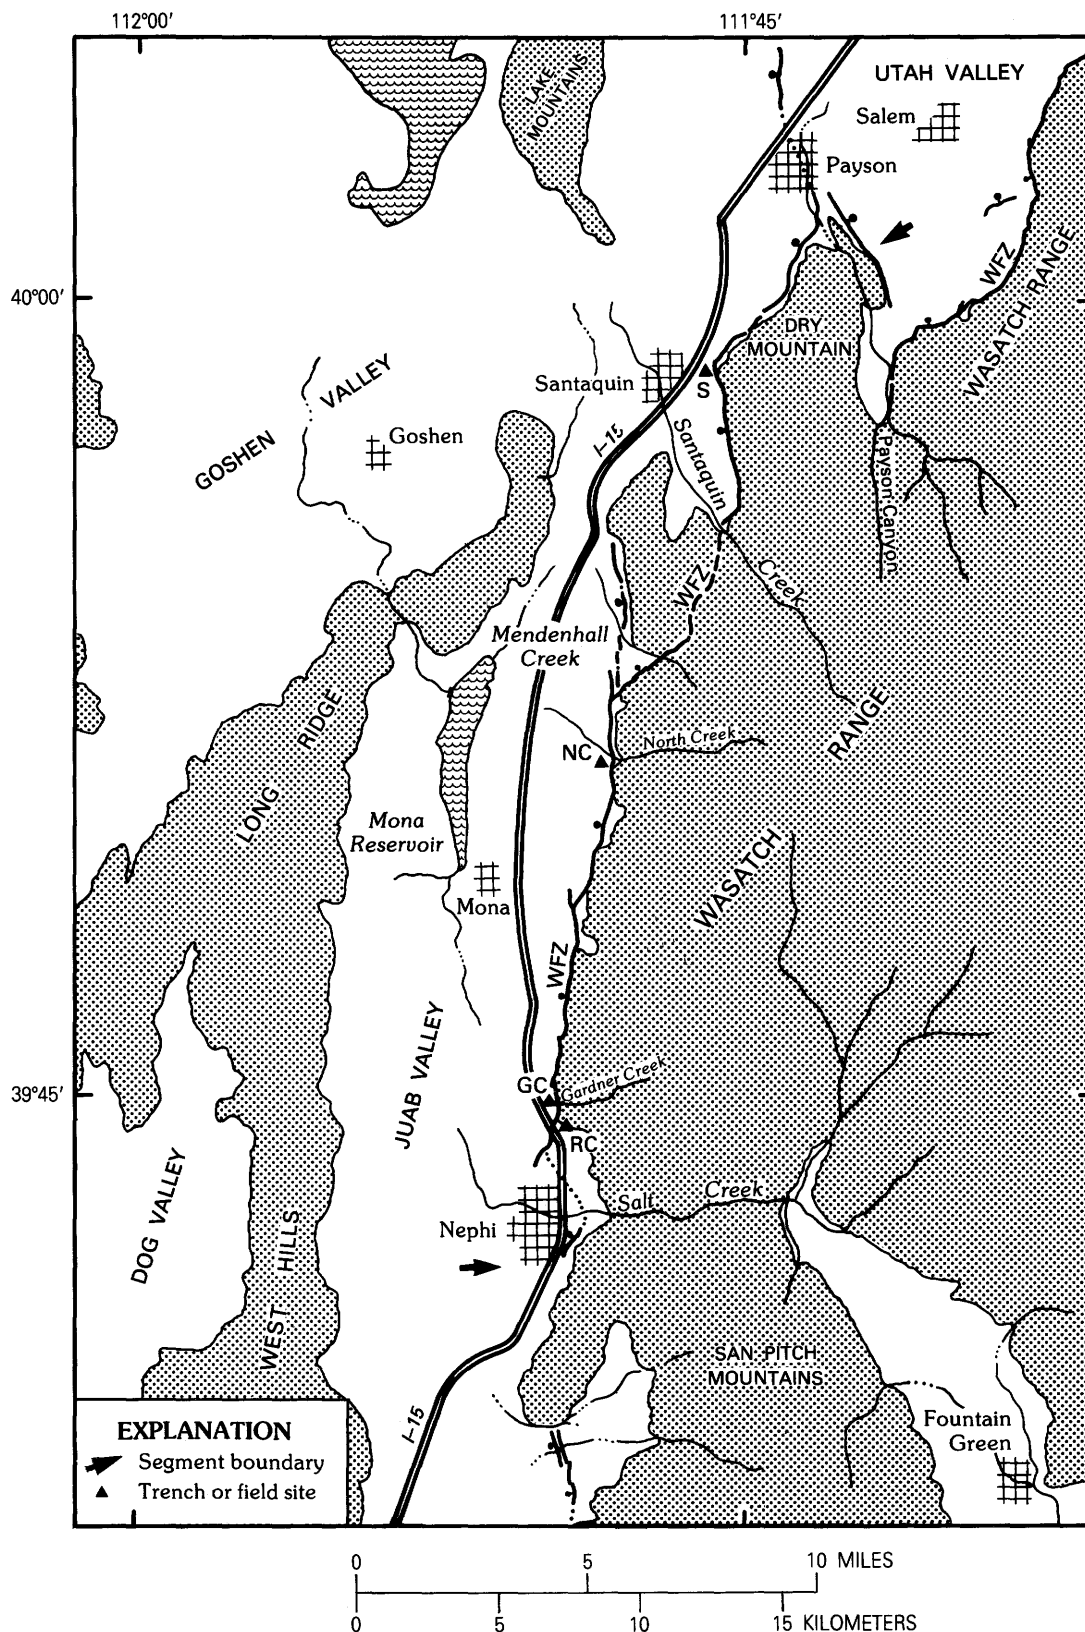 112°00'
111°45'
UTAH VALLEY
LAKE
MOUNTAINS
Salem
Payson
WFZ
WASATCH RANGE
40°00'
DRY
MOUNTAIN
GOSHEN VALLEY
Santaquin
S
Goshen
I-15
Santaquin Creek
Payson Canyon
WFZ
Mendenhall
Creek
LONG RIDGE
NC
North Creek
WASATCH RANGE
Mona
Reservoir
Mona
WFZ
JUAB VALLEY
39°45'
GC
Gardner Creek
RC
DOG VALLEY
WEST HILLS
Salt Creek
Nephi
SAN PITCH
MOUNTAINS
I-15
Fountain
Green
EXPLANATION
Segment boundary
Trench or field site
0 5 10 MILES
0 5 10 15 KILOMETERS